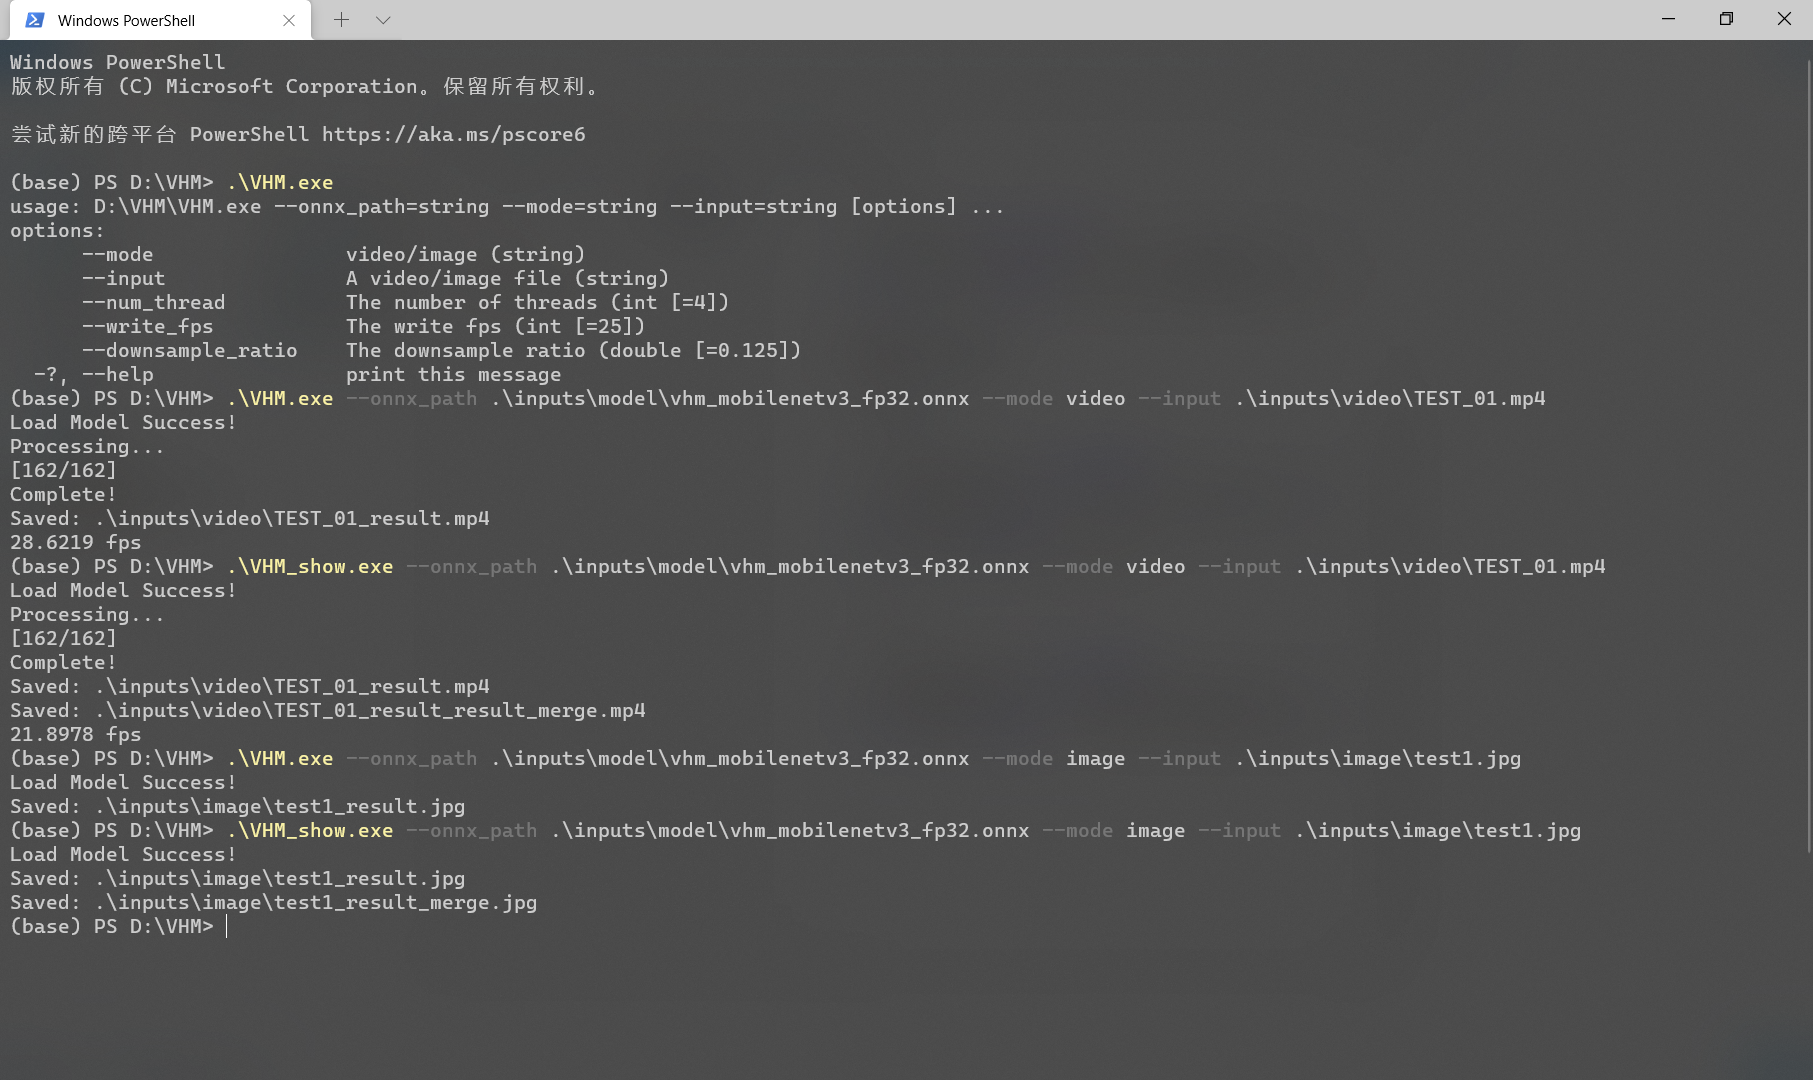 Windows PowerShell
Windows PowerShell
版权所有 (C) Microsoft Corporation。保留所有权利。
尝试新的跨平台 PowerShell https://aka.ms/pscore6
(base) PS D:\VHM> .\VHM.exe
usage: D:\VHM\VHM.exe --onnx_path=string --mode=string --input=string [options] ...
options:
      --mode                video/image (string)
      --input               A video/image file (string)
      --num_thread          The number of threads (int [=4])
      --write_fps           The write fps (int [=25])
      --downsample_ratio    The downsample ratio (double [=0.125])
  -?, --help                print this message
(base) PS D:\VHM> .\VHM.exe --onnx_path .\inputs\model\vhm_mobilenetv3_fp32.onnx --mode video --input .\inputs\video\TEST_01.mp4
Load Model Success!
Processing...
[162/162]
Complete!
Saved: .\inputs\video\TEST_01_result.mp4
28.6219 fps
(base) PS D:\VHM> .\VHM_show.exe --onnx_path .\inputs\model\vhm_mobilenetv3_fp32.onnx --mode video --input .\inputs\video\TEST_01.mp4
Load Model Success!
Processing...
[162/162]
Complete!
Saved: .\inputs\video\TEST_01_result.mp4
Saved: .\inputs\video\TEST_01_result_result_merge.mp4
21.8978 fps
(base) PS D:\VHM> .\VHM.exe --onnx_path .\inputs\model\vhm_mobilenetv3_fp32.onnx --mode image --input .\inputs\image\test1.jpg
Load Model Success!
Saved: .\inputs\image\test1_result.jpg
(base) PS D:\VHM> .\VHM_show.exe --onnx_path .\inputs\model\vhm_mobilenetv3_fp32.onnx --mode image --input .\inputs\image\test1.jpg
Load Model Success!
Saved: .\inputs\image\test1_result.jpg
Saved: .\inputs\image\test1_result_merge.jpg
(base) PS D:\VHM>